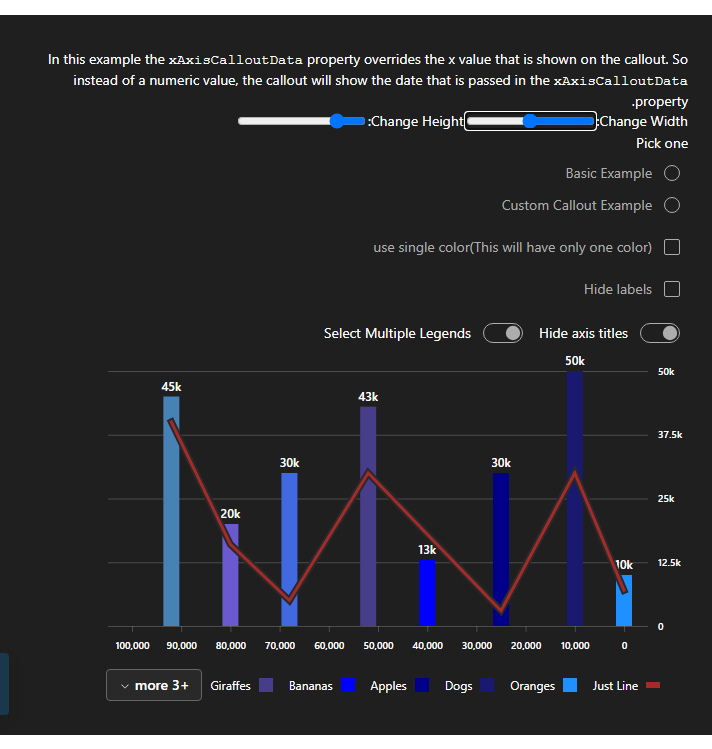 In this example the xAxisCalloutData property overrides the x value that is shown on the callout. So
instead of a numeric value, the callout will show the date that is passed in the xAxisCalloutData
.property
:Change Height :Change Width
Pick one
Basic Example
Custom Callout Example
use single color(This will have only one color)
Hide labels
Select Multiple Legends Hide axis titles
50k
50k
45k
43k
37.5k
30k
30k
25k
20k
13k
12.5k
10k
0
100,000 90,000 80,000 70,000 60,000 50,000 40,000 30,000 20,000 10,000 0
more 3+ Giraffes Bananas Apples Dogs Oranges Just Line